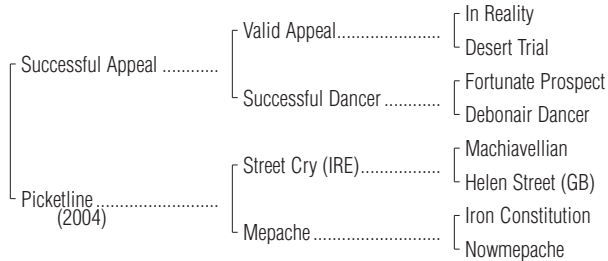 In Reality
Valid Appeal
Desert Trial
Successful Appeal
Fortunate Prospect
Successful Dancer
Debonair Dancer
Machiavellian
Street Cry (IRE)
Helen Street (GB)
Picketline
(2004)
Iron Constitution
Mepache
Nowmepache